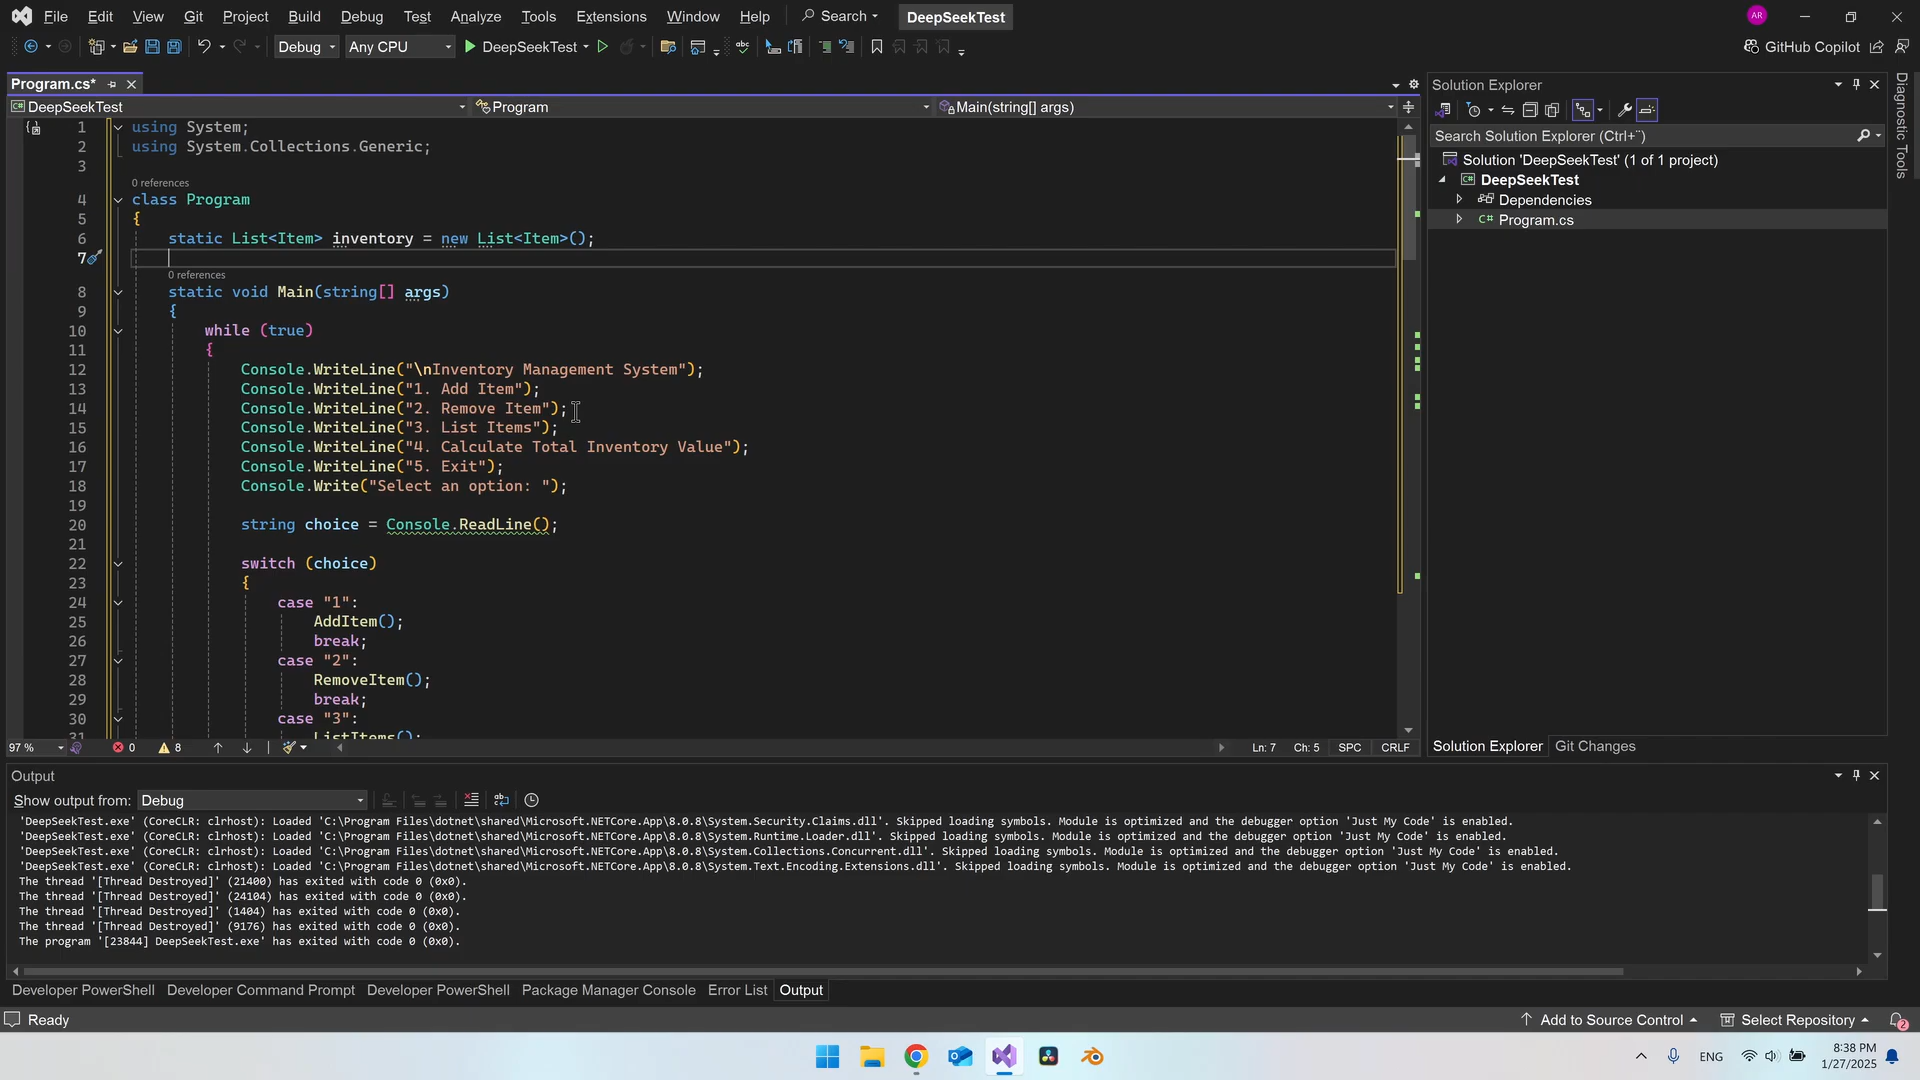 File Edit View Git Project Build Debug Test Analyze Tools Extensions Window Help Search DeepSeekTest AR
Debug Any CPU DeepSeekTest GitHub Copilot
Program.cs*
DeepSeekTest Program Main(string[] args)
1 using System;
2 using System.Collections.Generic;
3
0 references
4 class Program
5 {
6 static List<Item> inventory = new List<Item>();
7
0 references
8 static void Main(string[] args)
9 {
10 while (true)
11 {
12 Console.WriteLine("\nInventory Management System");
13 Console.WriteLine("1. Add Item");
14 Console.WriteLine("2. Remove Item");
15 Console.WriteLine("3. List Items");
16 Console.WriteLine("4. Calculate Total Inventory Value");
17 Console.WriteLine("5. Exit");
18 Console.Write("Select an option: ");
19
20 string choice = Console.ReadLine();
21
22 switch (choice)
23 {
24 case "1":
25 AddItem();
26 break;
27 case "2":
28 RemoveItem();
29 break;
30 case "3":
31 ListItems();
97 % 0 8 Ln: 7 Ch: 5 SPC CRLF
Solution Explorer
Search Solution Explorer (Ctrl+¨)
Solution 'DeepSeekTest' (1 of 1 project)
DeepSeekTest
Dependencies
C# Program.cs
Solution Explorer Git Changes
Diagnostic Tools
Output
Show output from: Debug
'DeepSeekTest.exe' (CoreCLR: clrhost): Loaded 'C:\Program Files\dotnet\shared\Microsoft.NETCore.App\8.0.8\System.Security.Claims.dll'. Skipped loading symbols. Module is optimized and the debugger option 'Just My Code' is enabled.
'DeepSeekTest.exe' (CoreCLR: clrhost): Loaded 'C:\Program Files\dotnet\shared\Microsoft.NETCore.App\8.0.8\System.Runtime.Loader.dll'. Skipped loading symbols. Module is optimized and the debugger option 'Just My Code' is enabled.
'DeepSeekTest.exe' (CoreCLR: clrhost): Loaded 'C:\Program Files\dotnet\shared\Microsoft.NETCore.App\8.0.8\System.Collections.Concurrent.dll'. Skipped loading symbols. Module is optimized and the debugger option 'Just My Code' is enabled.
'DeepSeekTest.exe' (CoreCLR: clrhost): Loaded 'C:\Program Files\dotnet\shared\Microsoft.NETCore.App\8.0.8\System.Text.Encoding.Extensions.dll'. Skipped loading symbols. Module is optimized and the debugger option 'Just My Code' is enabled.
The thread '[Thread Destroyed]' (21400) has exited with code 0 (0x0).
The thread '[Thread Destroyed]' (24104) has exited with code 0 (0x0).
The thread '[Thread Destroyed]' (1404) has exited with code 0 (0x0).
The thread '[Thread Destroyed]' (9176) has exited with code 0 (0x0).
The program '[23844] DeepSeekTest.exe' has exited with code 0 (0x0).
Developer PowerShell Developer Command Prompt Developer PowerShell Package Manager Console Error List Output
Ready Add to Source Control Select Repository 2
ENG 8:38 PM
1/27/2025